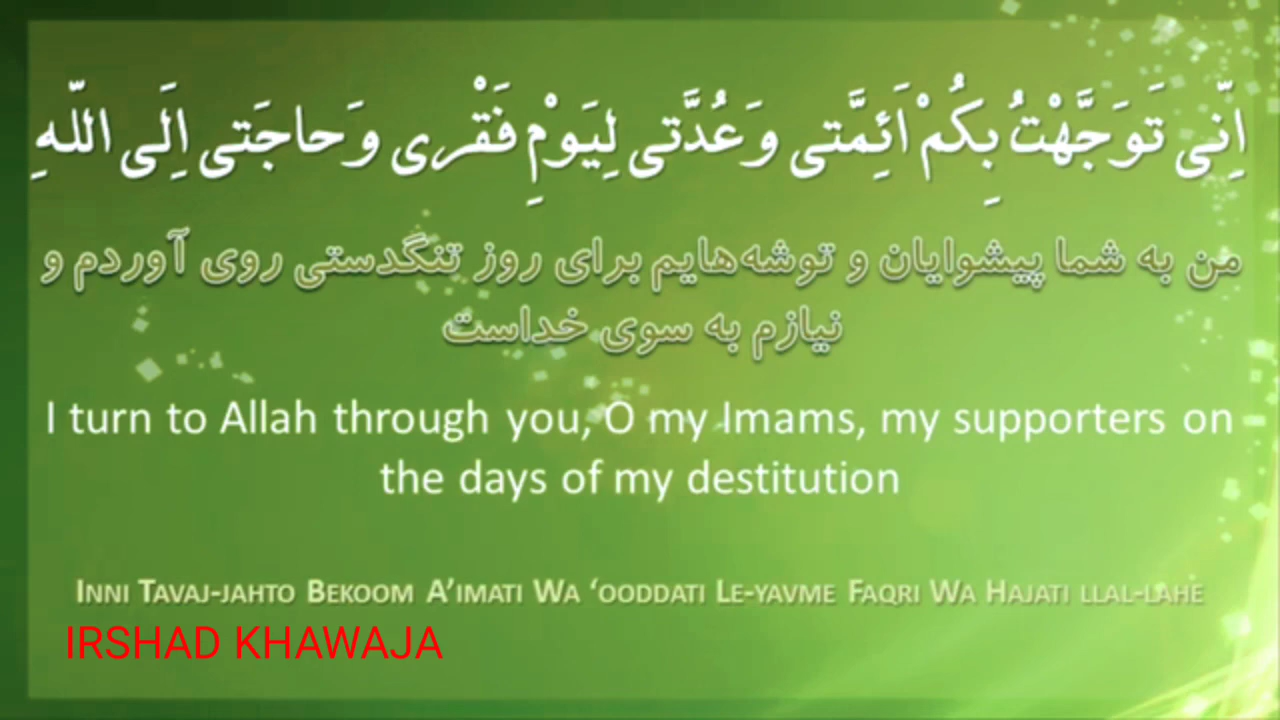 اِنّی تَوَجَّهْتُ بِکُمْ اَئِمَّتی وَعُدَّتی لِیَوْمِ فَقْری وَحاجَتی اِلَی اللّهِ
من به شما پیشوایان و توشه‌هایم برای روز تنگدستی روی آوردم و
نیازم به سوی خداست
I turn to Allah through you, O my Imams, my supporters on
the days of my destitution
INNI TAVAJ-JAHTO BEKOOM A’IMATI WA ‘OODDATI LE-YAVME FAQRI WA HAJATI LLAL-LAHE
IRSHAD KHAWAJA